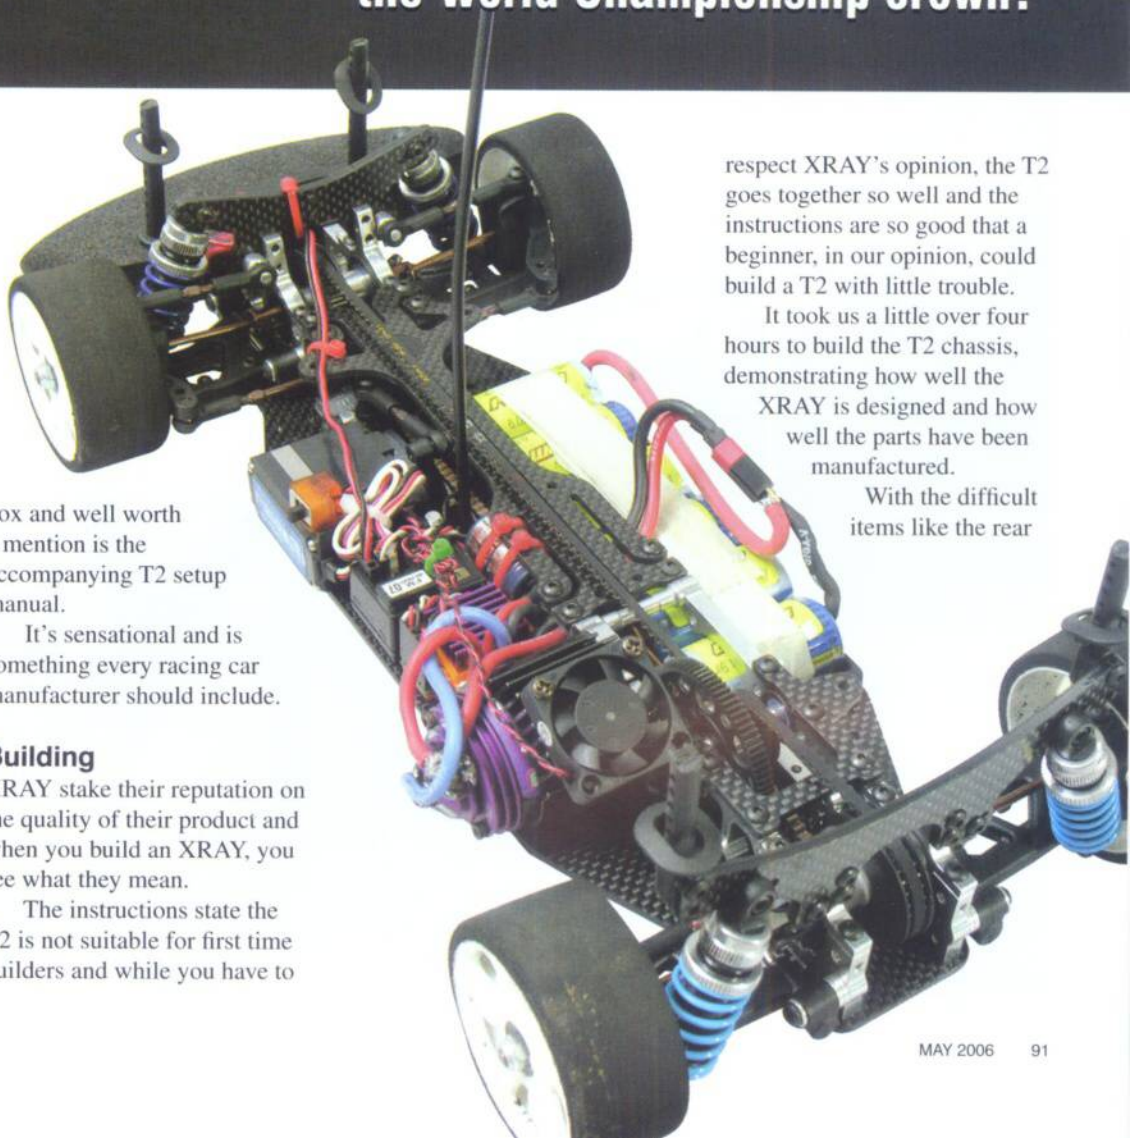 the World Championship crown?
respect XRAY's opinion, the T2
goes together so well and the
instructions are so good that a
beginner, in our opinion, could
build a T2 with little trouble.
It took us a little over four
hours to build the T2 chassis,
demonstrating how well the
XRAY is designed and how
well the parts have been
manufactured.
With the difficult
items like the rear
ox and well worth
mention is the
ccompanying T2 setup
manual.
It's sensational and is
omething every racing car
manufacturer should include.
Building
XRAY stake their reputation on
he quality of their product and
when you build an XRAY, you
ee what they mean.
The instructions state the
T2 is not suitable for first time
uilders and while you have to
MAY 2006 91